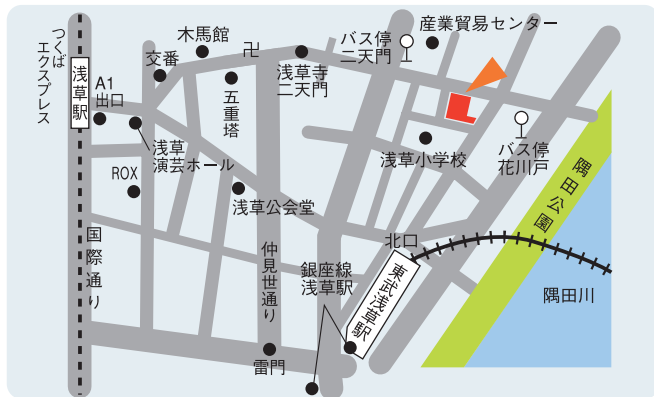 つくば
エクスプレス
浅草駅
A1
出口
交番
木馬館
卍
五重塔
浅草寺
二天門
バス停
二天門
産業貿易センター
浅草
演芸ホール
ROX
浅草公会堂
浅草小学校
バス停
花川戸
隅田公園
隅田川
国際通り
仲見世通り
銀座線
浅草駅
北口
東武浅草駅
雷門